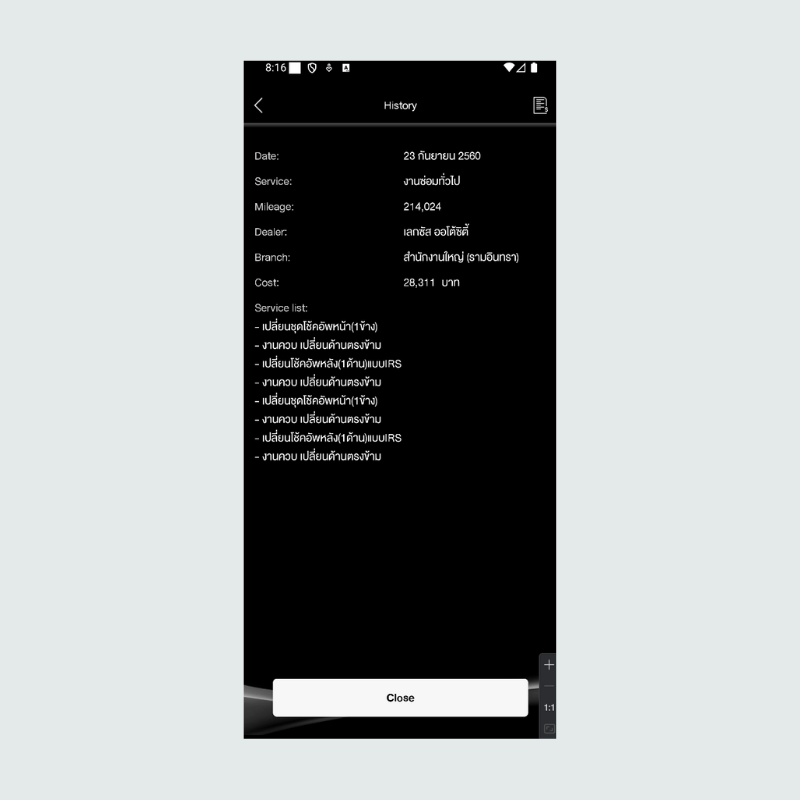 8:16
History
Date: 23 กันยายน 2560
Service: งานซ่อมทั่วไป
Mileage: 214,024
Dealer: เลกซัส ออโต้ซิตี้
Branch: สำนักงานใหญ่ (รามอินทรา)
Cost: 28,311 บาท
Service list:
- เปลี่ยนชุดโช้คอัพหน้า(1ข้าง)
- งานควบ เปลี่ยนด้านตรงข้าม
- เปลี่ยนโช้คอัพหลัง(1ด้าน)แบบIRS
- งานควบ เปลี่ยนด้านตรงข้าม
- เปลี่ยนชุดโช้คอัพหน้า(1ข้าง)
- งานควบ เปลี่ยนด้านตรงข้าม
- เปลี่ยนโช้คอัพหลัง(1ด้าน)แบบIRS
- งานควบ เปลี่ยนด้านตรงข้าม
Close
1:1